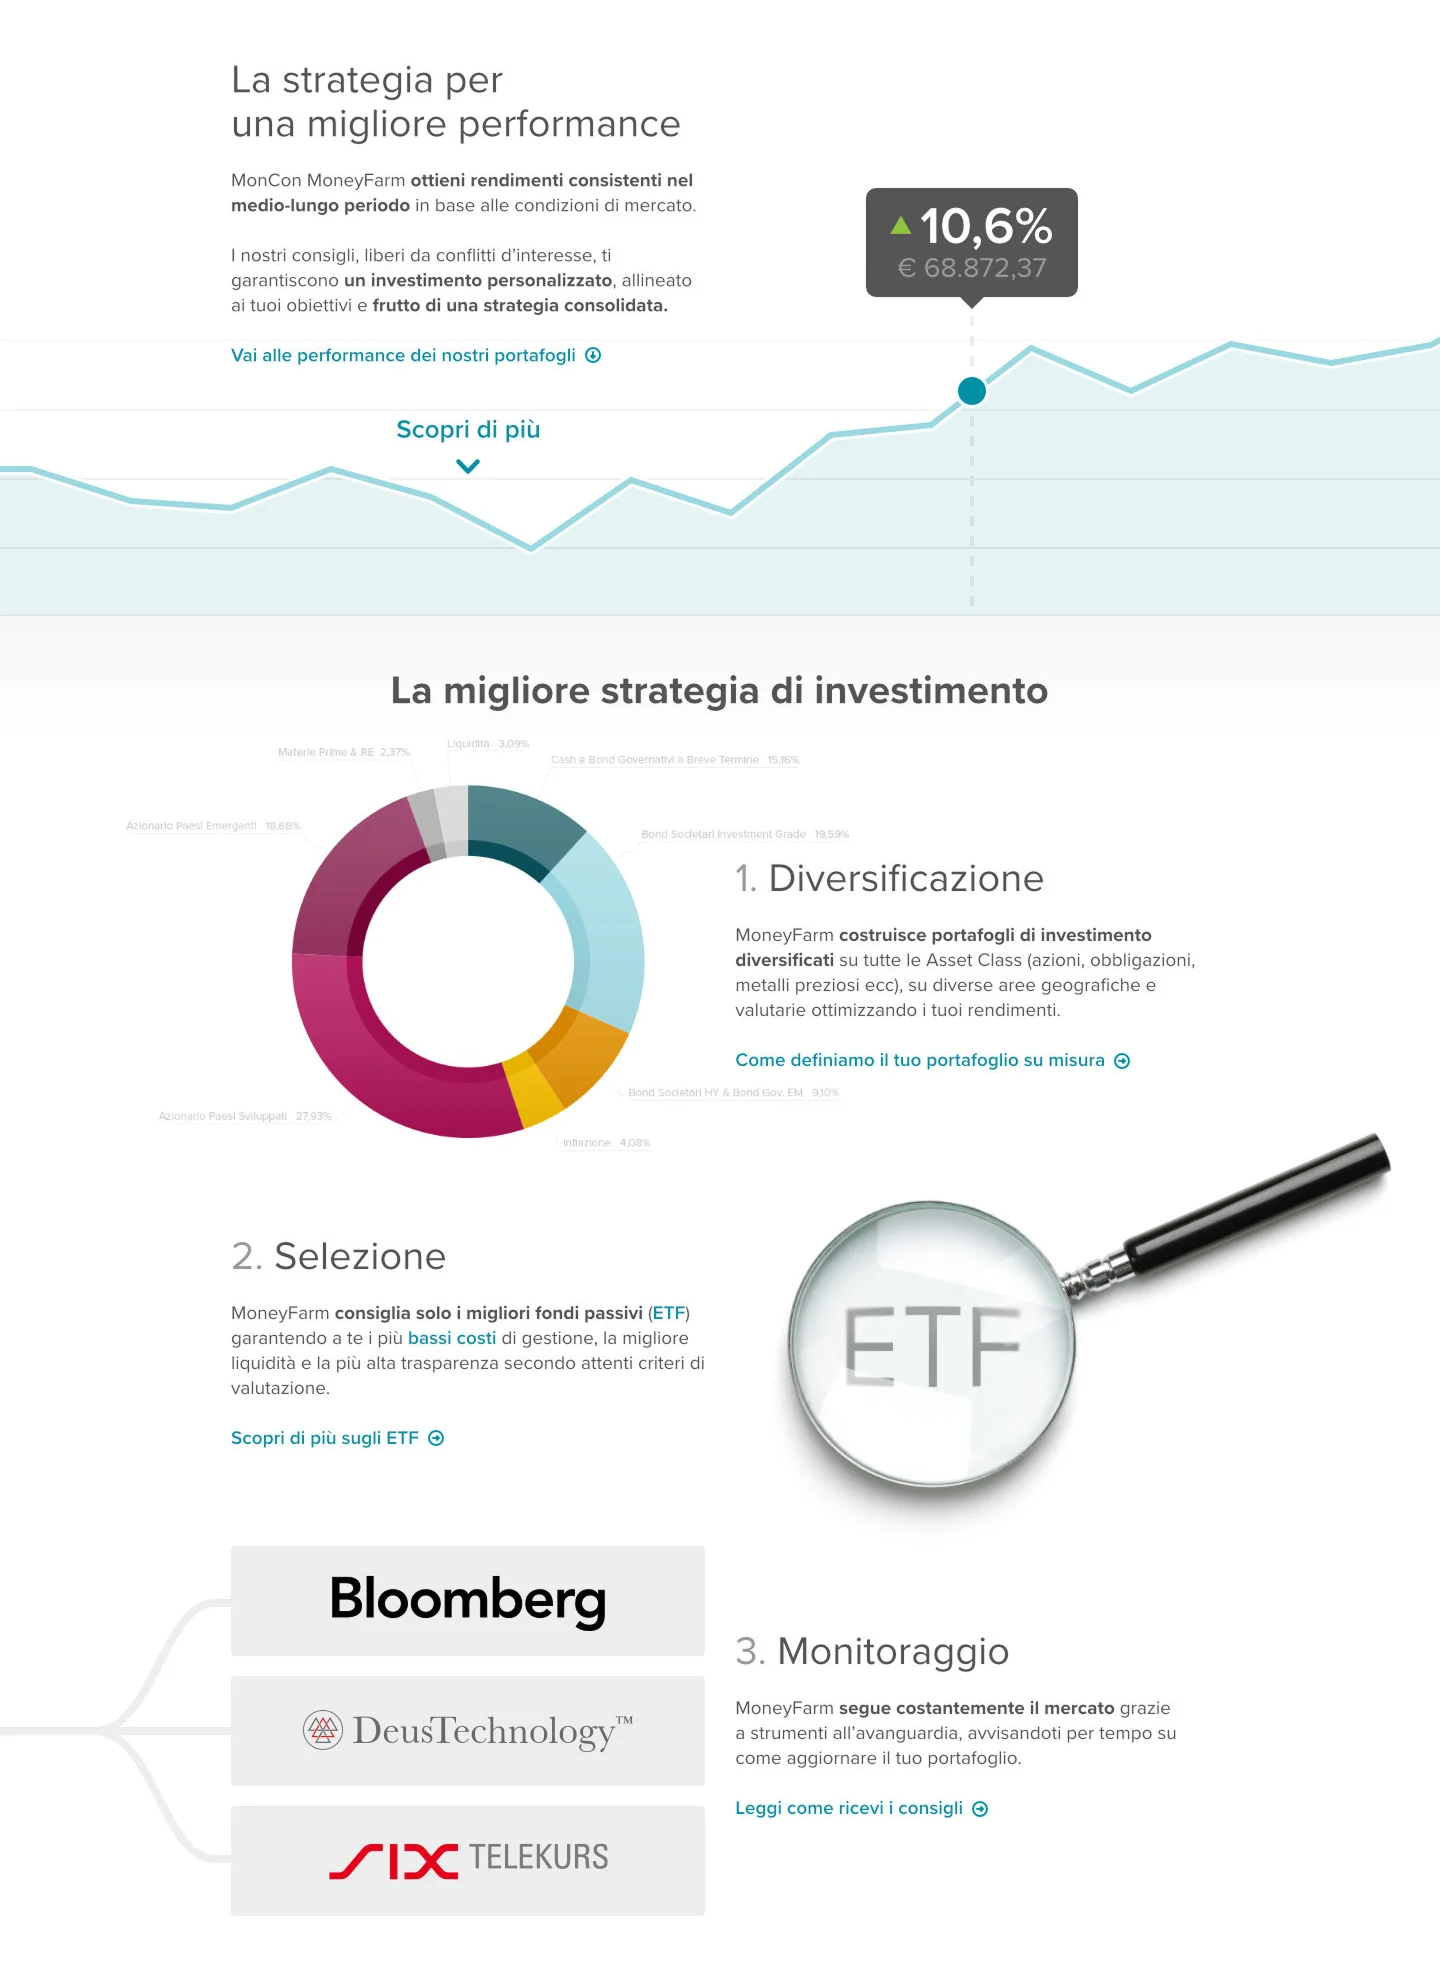 La strategia per
una migliore performance
MonCon MoneyFarm ottieni rendimenti consistenti nel
medio-lungo periodo in base alle condizioni di mercato.
I nostri consigli, liberi da conflitti d’interesse, ti
garantiscono un investimento personalizzato, allineato
ai tuoi obiettivi e frutto di una strategia consolidata.
Vai alle performance dei nostri portafogli
10,6%
€ 68.872,37
Scopri di più
La migliore strategia di investimento
Liquidità 3,09%
Materie Prime & RE 2,37%
Cash e Bond Governativi a Breve Termine 15,16%
Azionario Paesi Emergenti 18,68%
Bond Societari Investment Grade 19,59%
Bond Societari HY & Bond Gov. EM 9,10%
Azionario Paesi Sviluppati 27,93%
Inflazione 4,08%
1. Diversificazione
MoneyFarm costruisce portafogli di investimento
diversificati su tutte le Asset Class (azioni, obbligazioni,
metalli preziosi ecc), su diverse aree geografiche e
valutarie ottimizzando i tuoi rendimenti.
Come definiamo il tuo portafoglio su misura
2. Selezione
MoneyFarm consiglia solo i migliori fondi passivi (ETF)
garantendo a te i più bassi costi di gestione, la migliore
liquidità e la più alta trasparenza secondo attenti criteri di
valutazione.
Scopri di più sugli ETF
ETF
Bloomberg
DeusTechnology™
SIX TELEKURS
3. Monitoraggio
MoneyFarm segue costantemente il mercato grazie
a strumenti all’avanguardia, avvisandoti per tempo su
come aggiornare il tuo portafoglio.
Leggi come ricevi i consigli